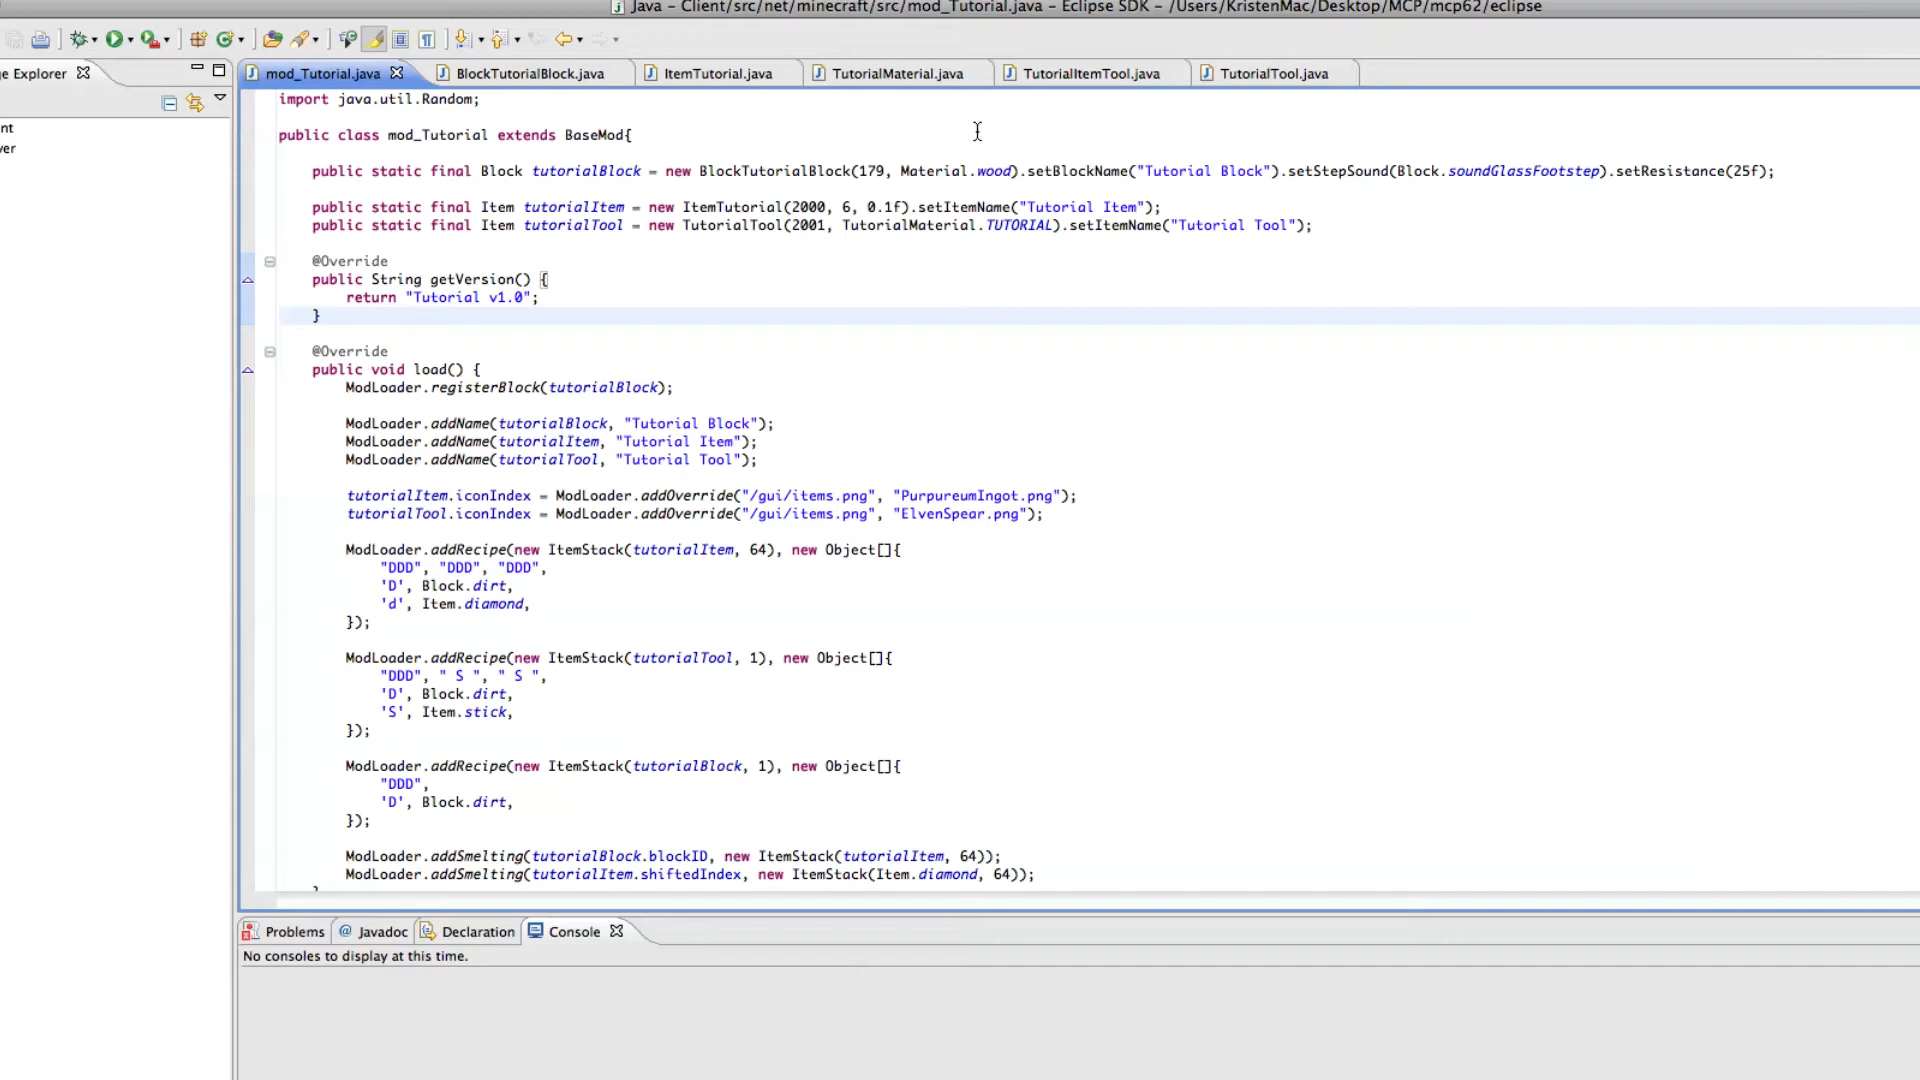 Java - Client/src/net/minecraft/src/mod_Tutorial.java - Eclipse SDK - /Users/KristenMac/Desktop/MCP/mcp62/eclipse
e Explorer
nt
ver
mod_Tutorial.java BlockTutorialBlock.java ItemTutorial.java TutorialMaterial.java TutorialItemTool.java TutorialTool.java
import java.util.Random;
public class mod_Tutorial extends BaseMod{
public static final Block tutorialBlock = new BlockTutorialBlock(179, Material.wood).setBlockName("Tutorial Block").setStepSound(Block.soundGlassFootstep).setResistance(25f);
public static final Item tutorialItem = new ItemTutorial(2000, 6, 0.1f).setItemName("Tutorial Item");
public static final Item tutorialTool = new TutorialTool(2001, TutorialMaterial.TUTORIAL).setItemName("Tutorial Tool");
@Override
public String getVersion() {
return "Tutorial v1.0";
}
@Override
public void load() {
ModLoader.registerBlock(tutorialBlock);
ModLoader.addName(tutorialBlock, "Tutorial Block");
ModLoader.addName(tutorialItem, "Tutorial Item");
ModLoader.addName(tutorialTool, "Tutorial Tool");
tutorialItem.iconIndex = ModLoader.addOverride("/gui/items.png", "PurpureumIngot.png");
tutorialTool.iconIndex = ModLoader.addOverride("/gui/items.png", "ElvenSpear.png");
ModLoader.addRecipe(new ItemStack(tutorialItem, 64), new Object[]{
"DDD", "DDD", "DDD",
'D', Block.dirt,
'd', Item.diamond,
});
ModLoader.addRecipe(new ItemStack(tutorialTool, 1), new Object[]{
"DDD", " S ", " S ",
'D', Block.dirt,
'S', Item.stick,
});
ModLoader.addRecipe(new ItemStack(tutorialBlock, 1), new Object[]{
"DDD",
'D', Block.dirt,
});
ModLoader.addSmelting(tutorialBlock.blockID, new ItemStack(tutorialItem, 64));
ModLoader.addSmelting(tutorialItem.shiftedIndex, new ItemStack(Item.diamond, 64));
Problems @ Javadoc Declaration Console
No consoles to display at this time.